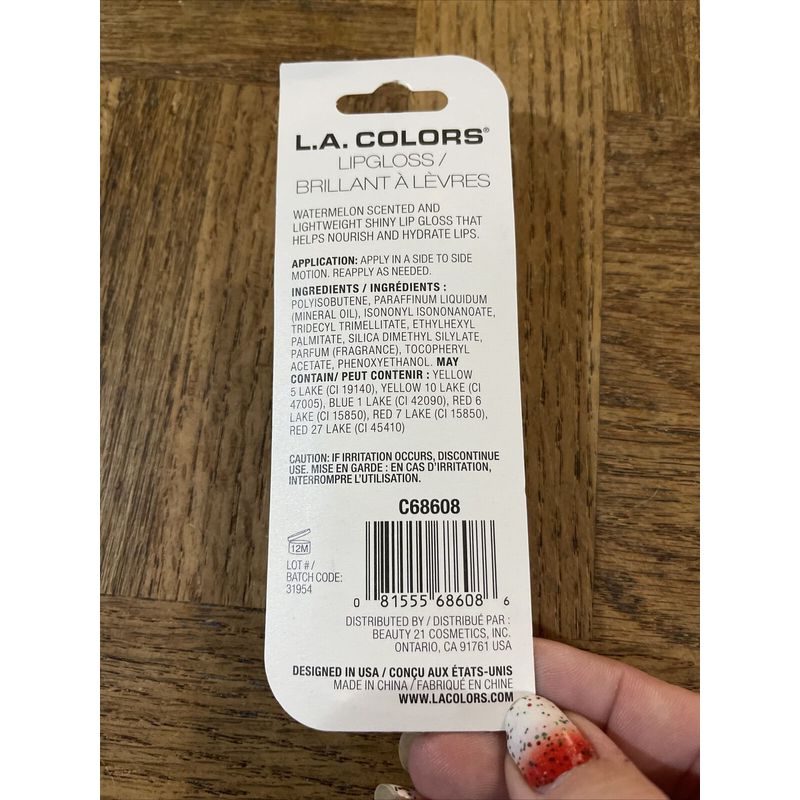 L.A. COLORS®
LIPGLOSS /
BRILLANT À LÈVRES
WATERMELON SCENTED AND
LIGHTWEIGHT SHINY LIP GLOSS THAT
HELPS NOURISH AND HYDRATE LIPS.
APPLICATION: APPLY IN A SIDE TO SIDE
MOTION. REAPPLY AS NEEDED.
INGREDIENTS / INGRÉDIENTS :
POLYISOBUTENE, PARAFFINUM LIQUIDUM
(MINERAL OIL), ISONONYL ISONONANOATE,
TRIDECYL TRIMELLITATE, ETHYLHEXYL
PALMITATE, SILICA DIMETHYL SILYLATE,
PARFUM (FRAGRANCE), TOCOPHERYL
ACETATE, PHENOXYETHANOL. MAY
CONTAIN/ PEUT CONTENIR : YELLOW
5 LAKE (CI 19140), YELLOW 10 LAKE (CI
47005), BLUE 1 LAKE (CI 42090), RED 6
LAKE (CI 15850), RED 7 LAKE (CI 15850),
RED 27 LAKE (CI 45410)
CAUTION: IF IRRITATION OCCURS, DISCONTINUE
USE. MISE EN GARDE : EN CAS D'IRRITATION,
INTERROMPRE L'UTILISATION.
C68608
12M
LOT # /
BATCH CODE:
31954
0 81555 68608 6
DISTRIBUTED BY / DISTRIBUÉ PAR :
BEAUTY 21 COSMETICS, INC.
ONTARIO, CA 91761 USA
DESIGNED IN USA / CONÇU AUX ÉTATS-UNIS
MADE IN CHINA / FABRIQUÉ EN CHINE
WWW.LACOLORS.COM